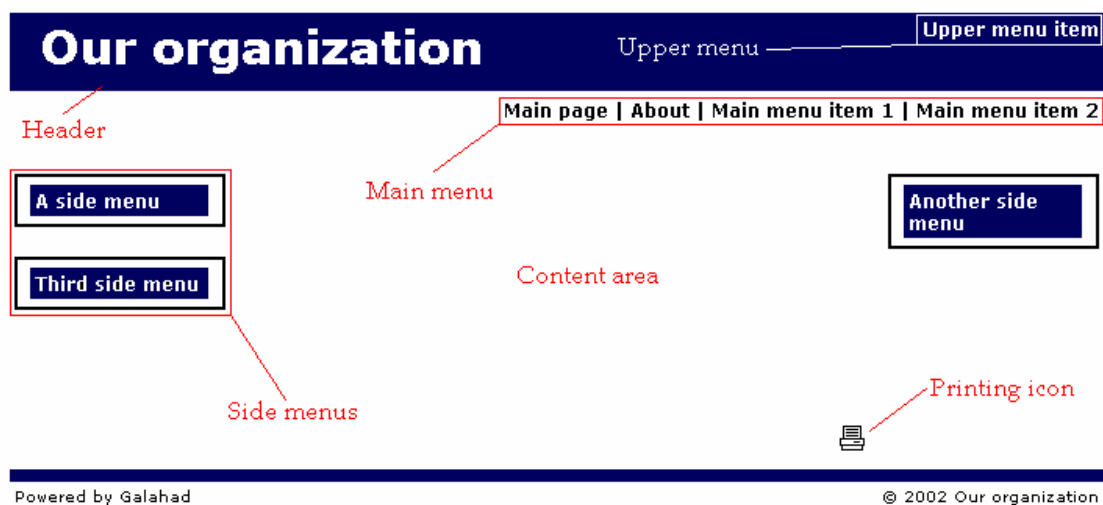 Our organization
Upper menu
Upper menu item
Header
Main page | About | Main menu item 1 | Main menu item 2
Main menu
A side menu
Another side
menu
Third side menu
Content area
Side menus
Printing icon
Powered by Galahad
© 2002 Our organization